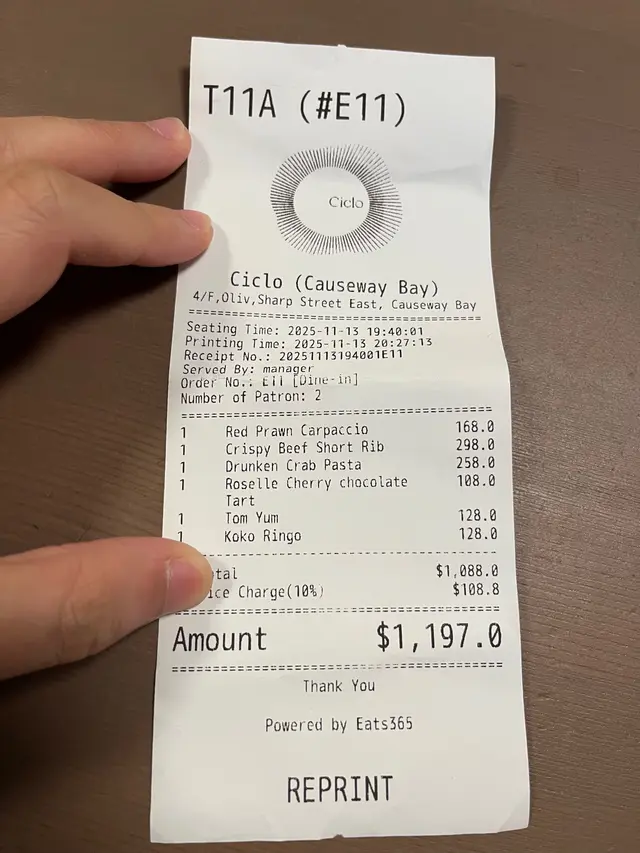 T11A (#E11)
Ciclo
Ciclo (Causeway Bay)
4/F,Oliv,Sharp Street East, Causeway Bay
Seating Time: 2025-11-13 19:40:01
Printing Time: 2025-11-13 20:27:13
Receipt No.: 20251113194001E11
Served By: manager
Order No.: E11 [Dine-in]
Number of Patron: 2
1 Red Prawn Carpaccio 168.0
1 Crispy Beef Short Rib 298.0
1 Drunken Crab Pasta 258.0
1 Roselle Cherry chocolate 108.0
Tart
1 Tom Yum 128.0
1 Koko Ringo 128.0
$1,088.0
Charge(10%) $108.8
Amount $1,197.0
Thank You
Powered by Eats365
REPRINT